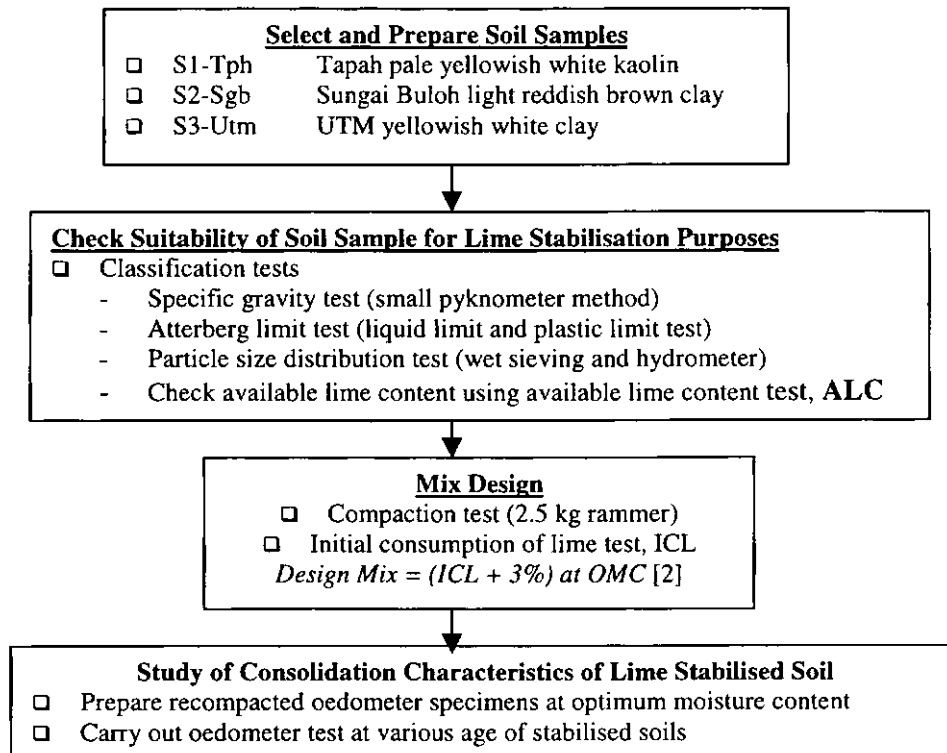 Select and Prepare Soil Samples
❑ S1-Tph Tapah pale yellowish white kaolin
❑ S2-Sgb Sungai Buloh light reddish brown clay
❑ S3-Utm UTM yellowish white clay
Check Suitability of Soil Sample for Lime Stabilisation Purposes
❑ Classification tests
- Specific gravity test (small pyknometer method)
- Atterberg limit test (liquid limit and plastic limit test)
- Particle size distribution test (wet sieving and hydrometer)
- Check available lime content using available lime content test, ALC
Mix Design
❑ Compaction test (2.5 kg rammer)
❑ Initial consumption of lime test, ICL
Design Mix = (ICL + 3%) at OMC [2]
Study of Consolidation Characteristics of Lime Stabilised Soil
❑ Prepare recompacted oedometer specimens at optimum moisture content
❑ Carry out oedometer test at various age of stabilised soils